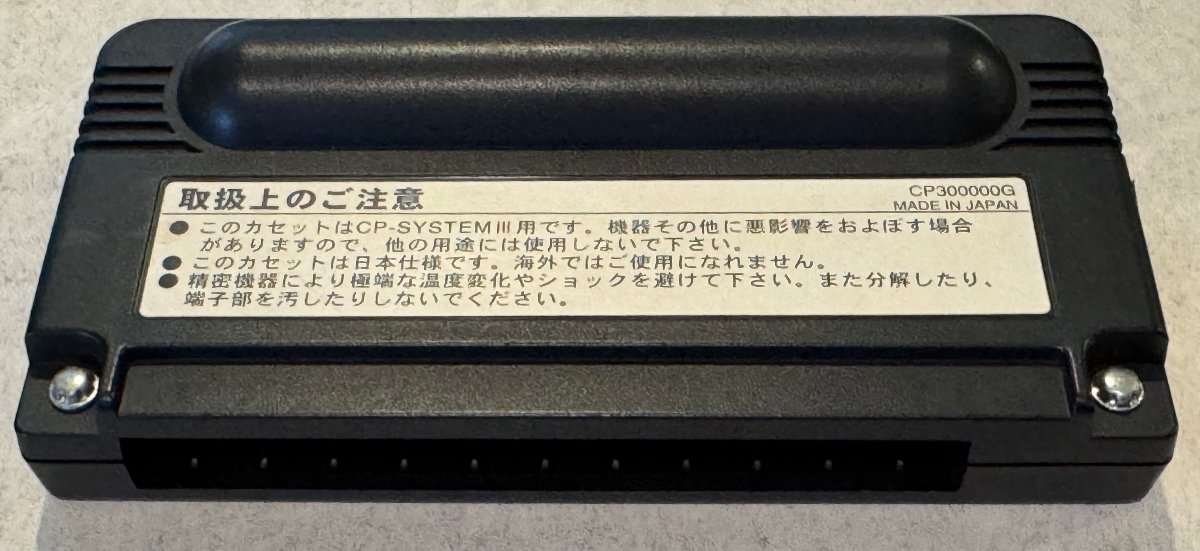 取扱上のご注意
CP300000G
MADE IN JAPAN
●このカセットはCP-SYSTEMⅢ用です。機器その他に悪影響をおよぼす場合
がありますので、他の用途には使用しないで下さい。
●このカセットは日本仕様です。海外ではご使用になれません。
●精密機器により極端な温度変化やショックを避けて下さい。また分解したり、
端子部を汚したりしないでください。